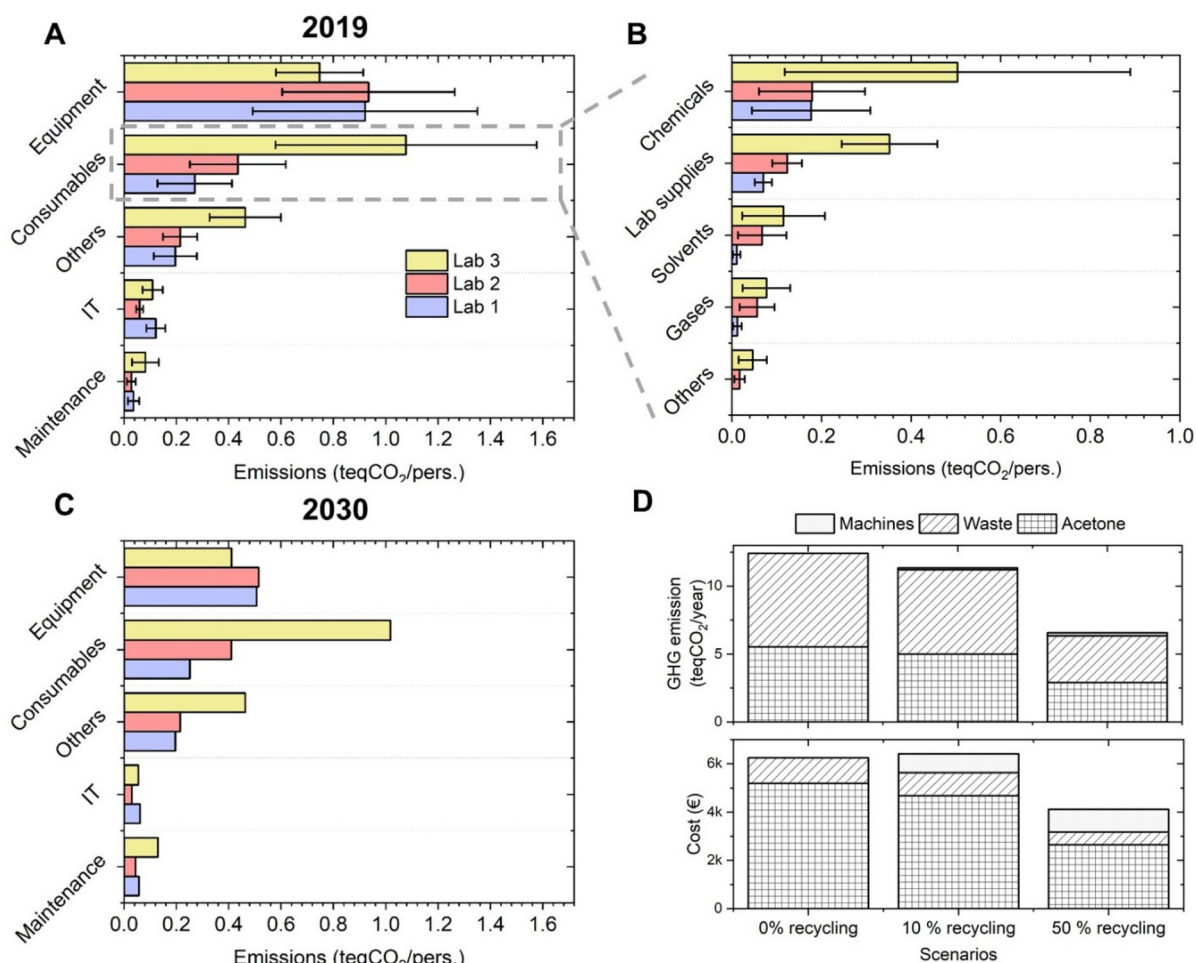 A
2019
Equipment
Consumables
Others
IT
Maintenance
Lab 3
Lab 2
Lab 1
0.0 0.2 0.4 0.6 0.8 1.0 1.2 1.4 1.6
Emissions (teqCO2/pers.)
B
Chemicals
Lab supplies
Solvents
Gases
Others
0.0 0.2 0.4 0.6 0.8 1.0
Emissions (teqCO2/pers.)
C
2030
Equipment
Consumables
Others
IT
Maintenance
0.0 0.2 0.4 0.6 0.8 1.0 1.2 1.4 1.6
Emissions (teqCO2/pers.)
D
Machines Waste Acetone
GHG emission
(teqCO2/year)
10
5
0
Cost (€)
6k
4k
2k
0
0% recycling 10 % recycling 50 % recycling
Scenarios